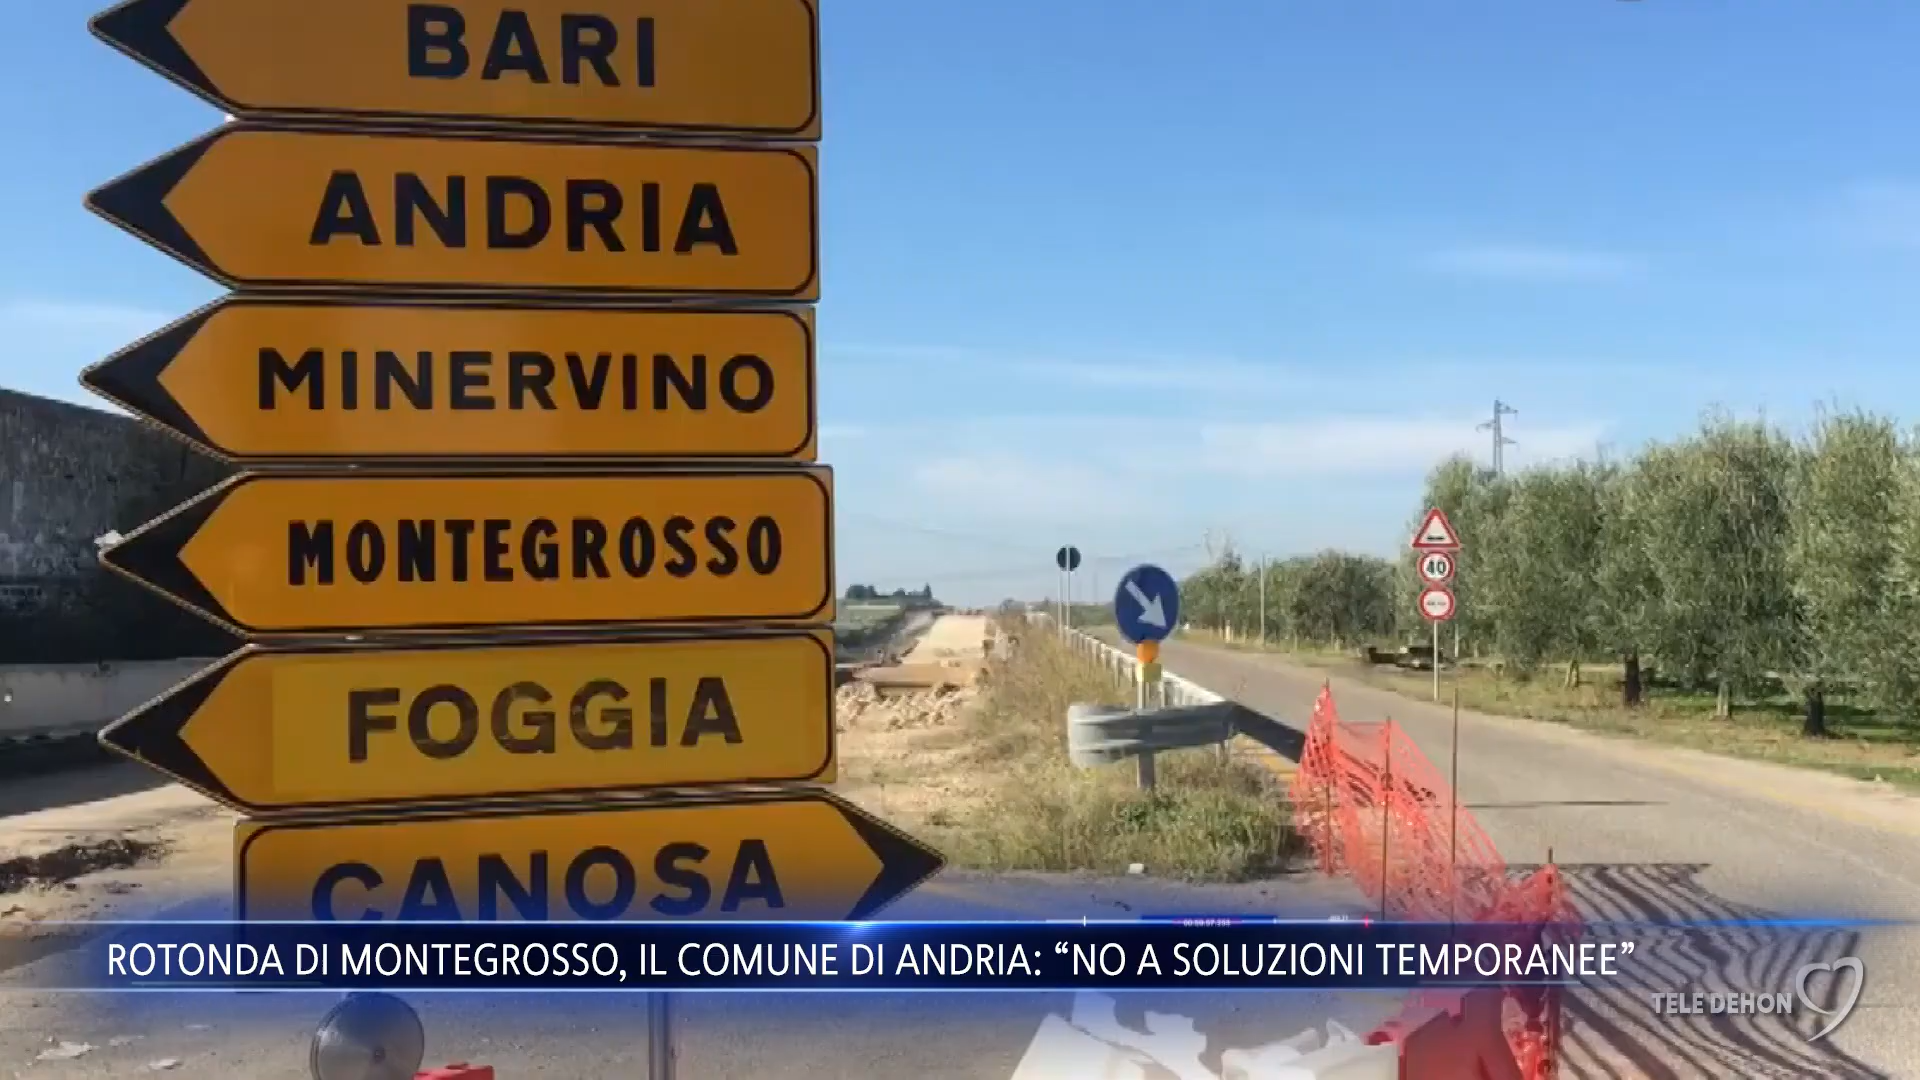 BARI
ANDRIA
MINERVINO
MONTEGROSSO
FOGGIA
CANOSA
40
ROTONDA DI MONTEGROSSO, IL COMUNE DI ANDRIA: “NO A SOLUZIONI TEMPORANEE”
TELE DEHON